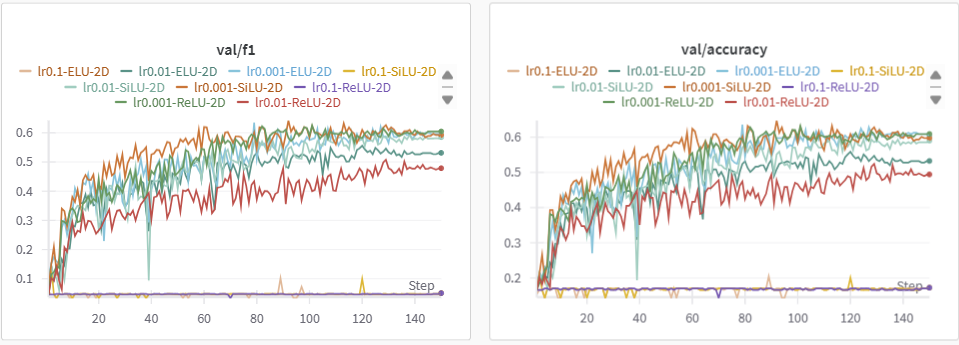 val/f1
lr0.1-ELU-2D lr0.01-ELU-2D lr0.001-ELU-2D lr0.1-SiLU-2D
lr0.01-SiLU-2D lr0.001-SiLU-2D lr0.1-ReLU-2D
lr0.001-ReLU-2D lr0.01-ReLU-2D
0.6
0.5
0.4
0.3
0.2
0.1
Step
20 40 60 80 100 120 140
val/accuracy
lr0.1-ELU-2D lr0.01-ELU-2D lr0.001-ELU-2D lr0.1-SiLU-2D
lr0.01-SiLU-2D lr0.001-SiLU-2D lr0.1-ReLU-2D
lr0.001-ReLU-2D lr0.01-ReLU-2D
0.6
0.5
0.4
0.3
0.2
Step
20 40 60 80 100 120 140